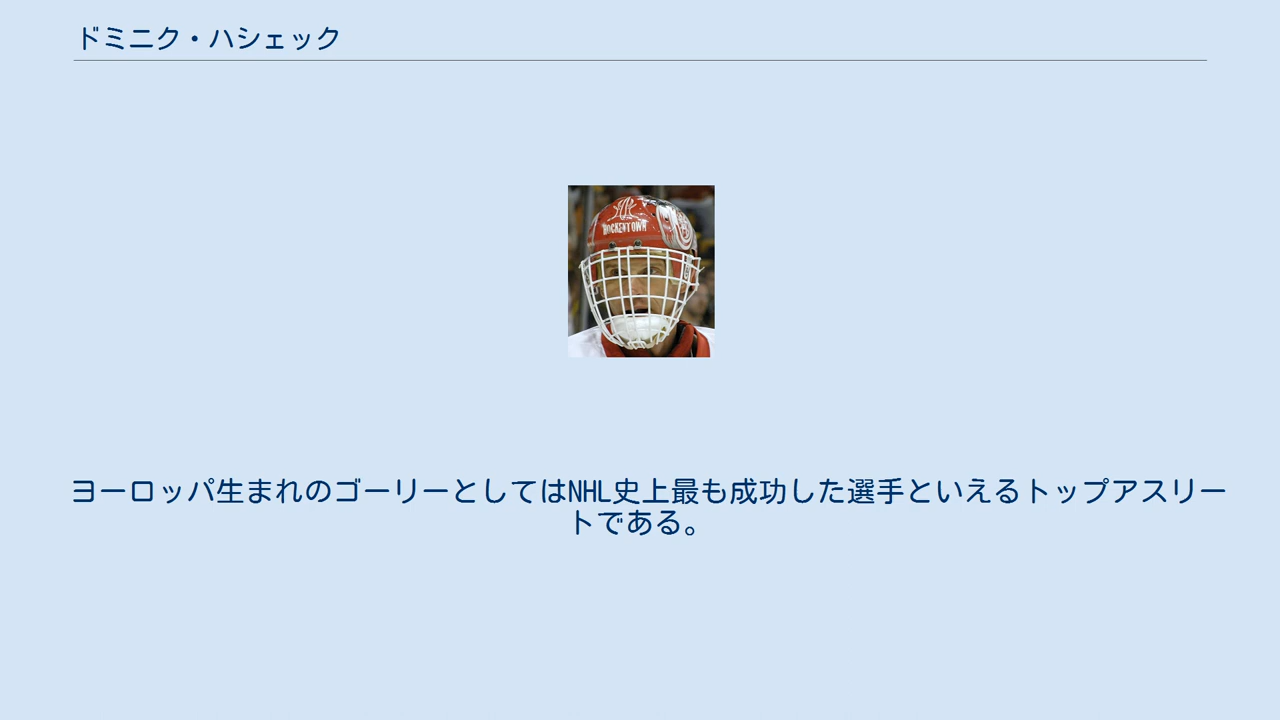 ドミニク・ハシェック
HOCKEYTOWN
ヨーロッパ生まれのゴーリーとしてはNHL史上最も成功した選手といえるトップアスリー
トである。